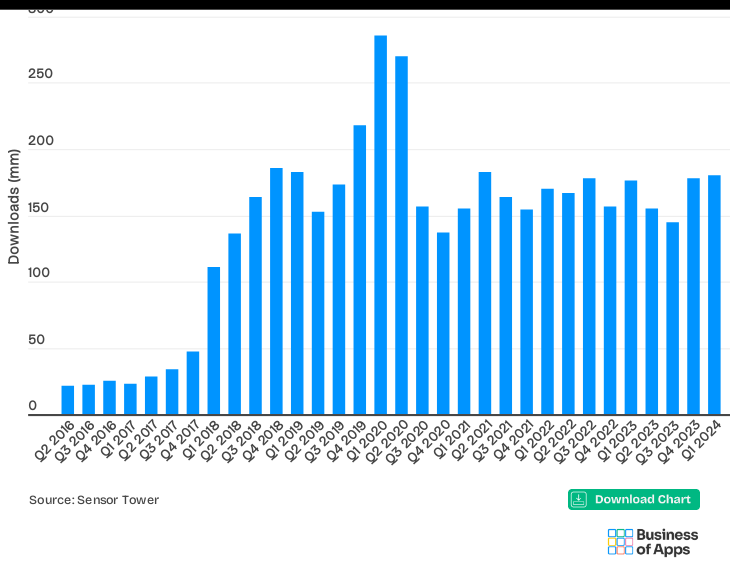 300
250
200
150
100
50
0
Downloads (mm)
Q2 2016
Q3 2016
Q4 2016
Q1 2017
Q2 2017
Q3 2017
Q4 2017
Q1 2018
Q2 2018
Q3 2018
Q4 2018
Q1 2019
Q2 2019
Q3 2019
Q4 2019
Q1 2020
Q2 2020
Q3 2020
Q4 2020
Q1 2021
Q2 2021
Q3 2021
Q4 2021
Q1 2022
Q2 2022
Q3 2022
Q4 2022
Q1 2023
Q2 2023
Q3 2023
Q4 2023
Q1 2024
Source: Sensor Tower
Download Chart
Business
of Apps